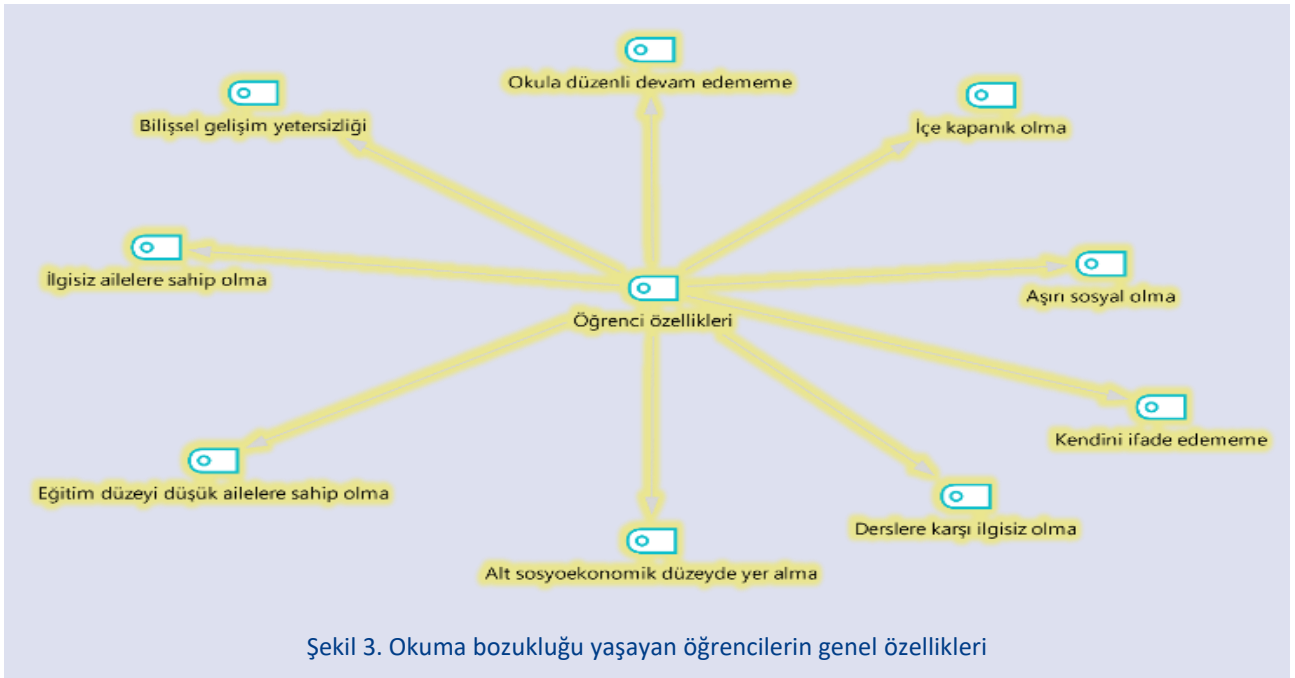 Okula düzenli devam edememe
Bilişsel gelişim yetersizliği
İçe kapanık olma
İlgisiz ailelere sahip olma
Aşırı sosyal olma
Öğrenci özellikleri
Kendini ifade edememe
Eğitim düzeyi düşük ailelere sahip olma
Derslere karşı ilgisiz olma
Alt sosyoekonomik düzeyde yer alma
Şekil 3. Okuma bozukluğu yaşayan öğrencilerin genel özellikleri